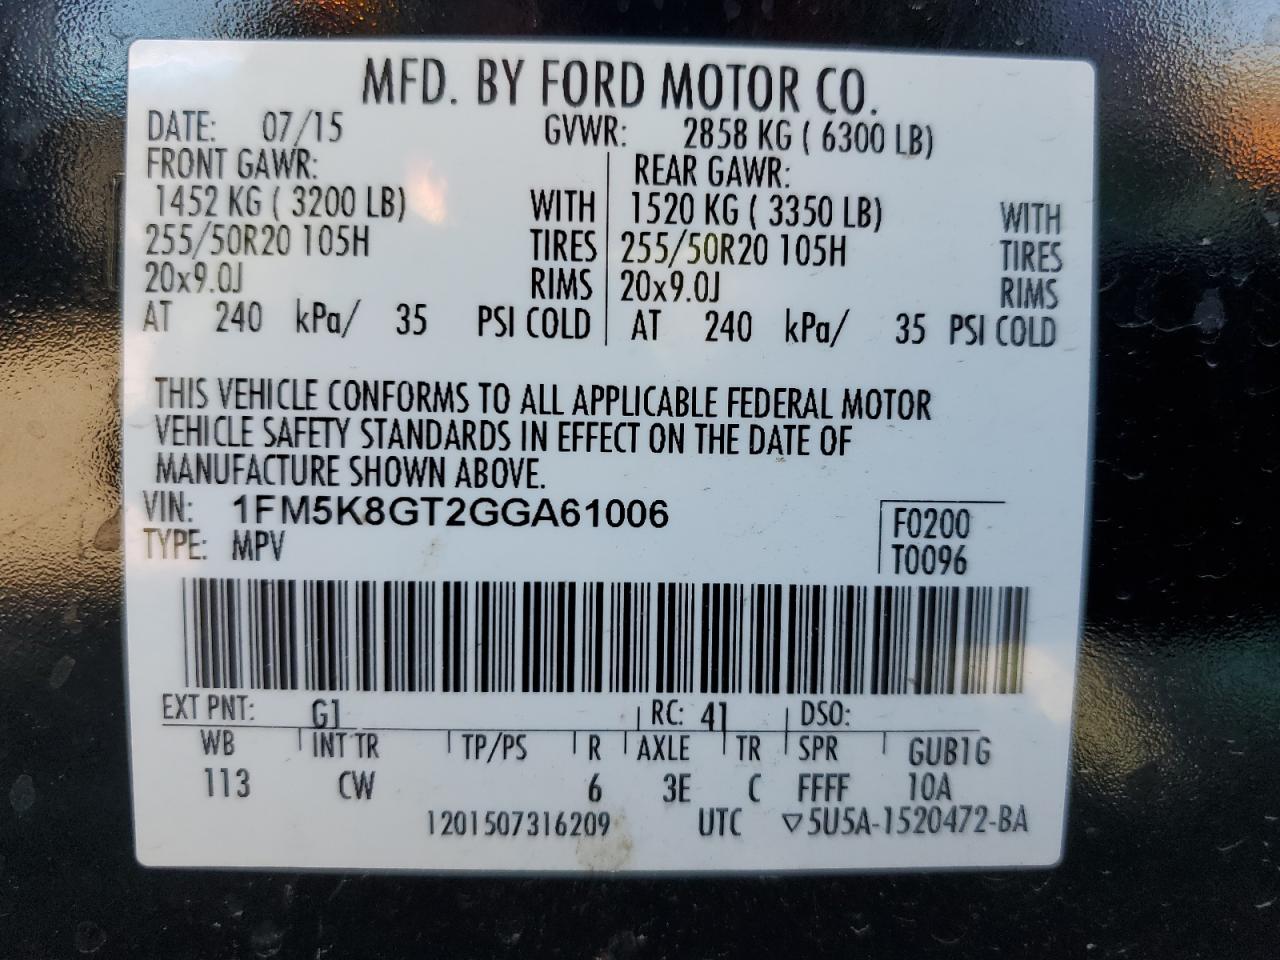 MFD. BY FORD MOTOR CO.
DATE: 07/15 GVWR: 2858 KG ( 6300 LB)
FRONT GAWR: REAR GAWR:
1452 KG ( 3200 LB) WITH 1520 KG ( 3350 LB) WITH
255/50R20 105H TIRES 255/50R20 105H TIRES
20x9.0J RIMS 20x9.0J RIMS
AT 240 kPa/ 35 PSI COLD AT 240 kPa/ 35 PSI COLD
THIS VEHICLE CONFORMS TO ALL APPLICABLE FEDERAL MOTOR
VEHICLE SAFETY STANDARDS IN EFFECT ON THE DATE OF
MANUFACTURE SHOWN ABOVE.
VIN: 1FM5K8GT2GGA61006 F0200
TYPE: MPV T0096
EXT PNT: G1 RC: 41 DSO:
WB INT TR TP/PS R AXLE TR SPR GUB1G
113 CW 6 3E C FFFF 10A
1201507316209 UTC ▽5U5A-1520472-BA